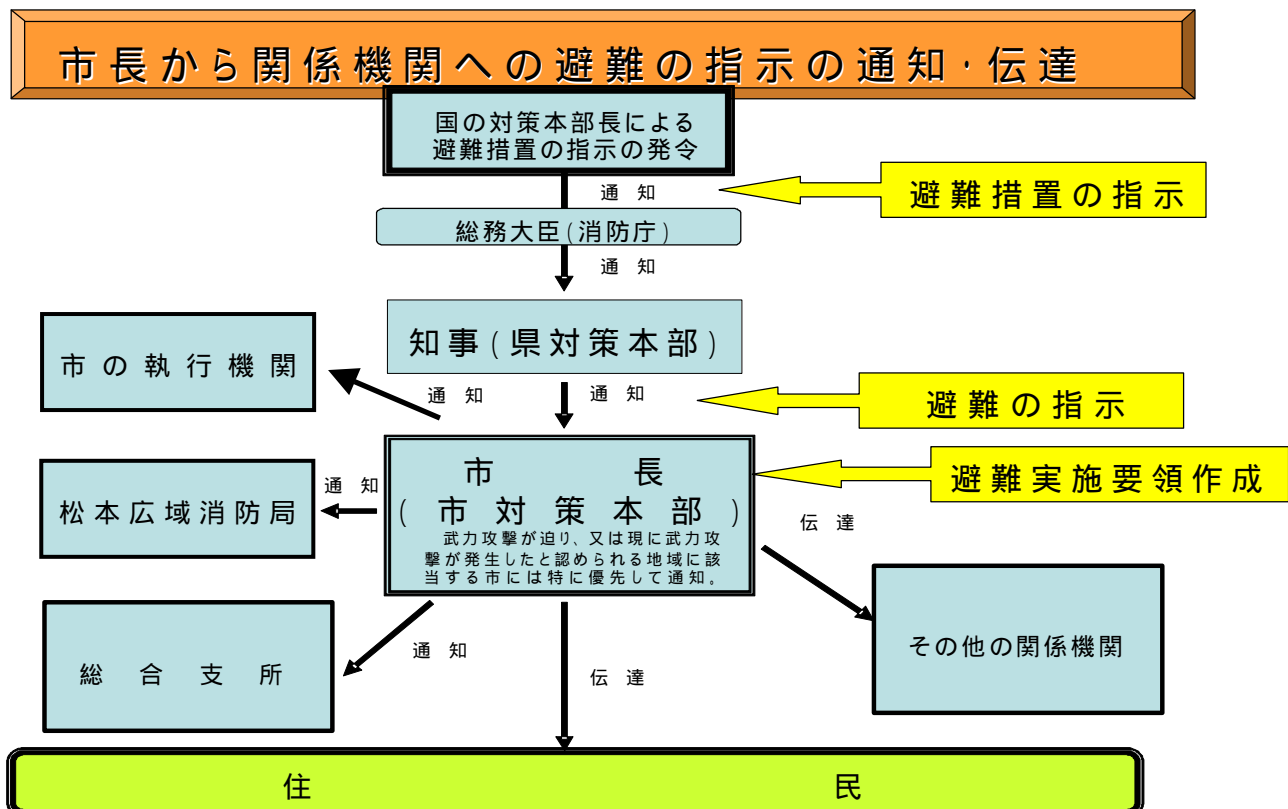 市長から関係機関への避難の指示の通知・伝達
国の対策本部長による
避難措置の指示の発令
通 知
避難措置の指示
総務大臣(消防庁)
通 知
知事(県対策本部)
市の執行機関
通 知
通 知
避難の指示
市 長
(市対策本部)
武力攻撃が迫り、又は現に武力攻
撃が発生したと認められる地域に該
当する市には特に優先して通知。
避難実施要領作成
松本広域消防局
通 知
伝 達
その他の関係機関
総 合 支 所
通 知
伝 達
住 民